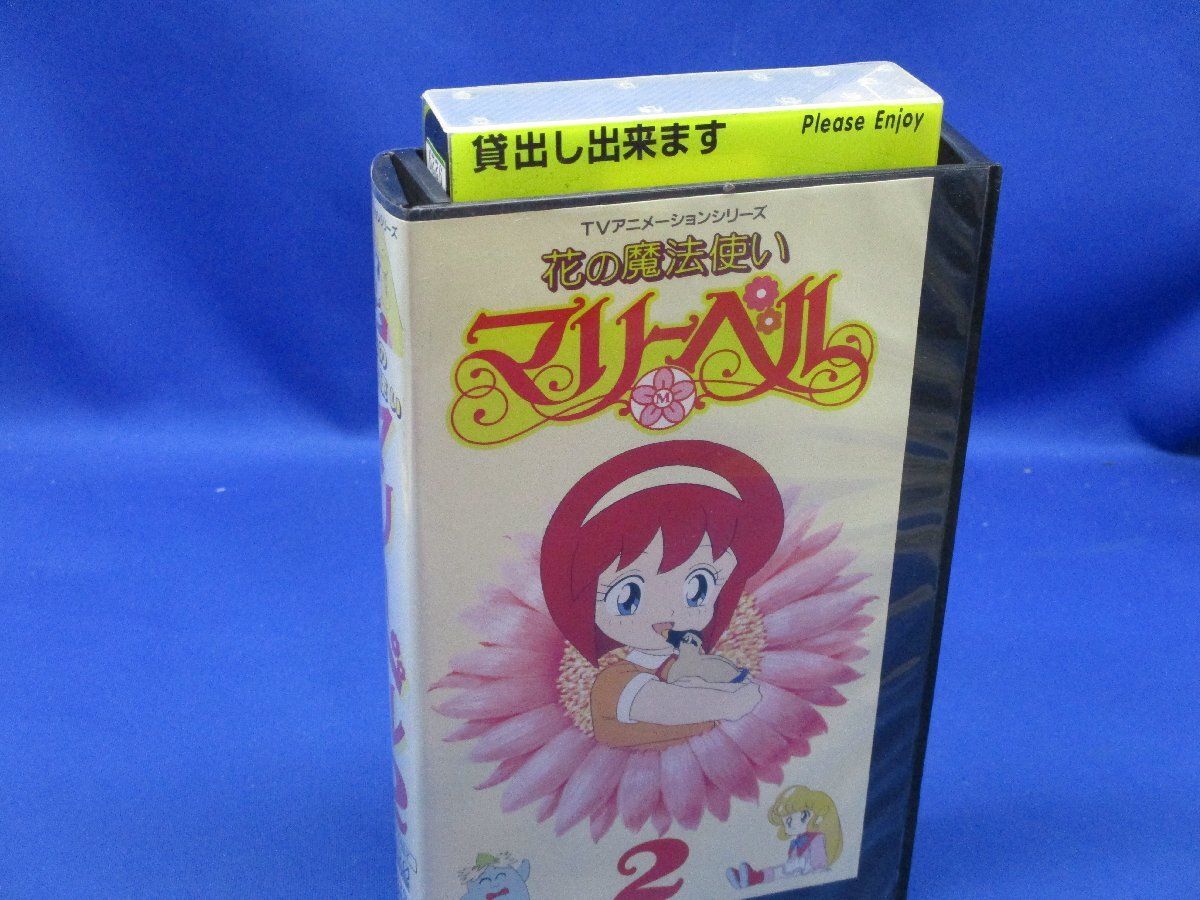 貸出し出来ます
Please Enjoy
TVアニメーションシリーズ
花の魔法使い
マリーベル
M
2